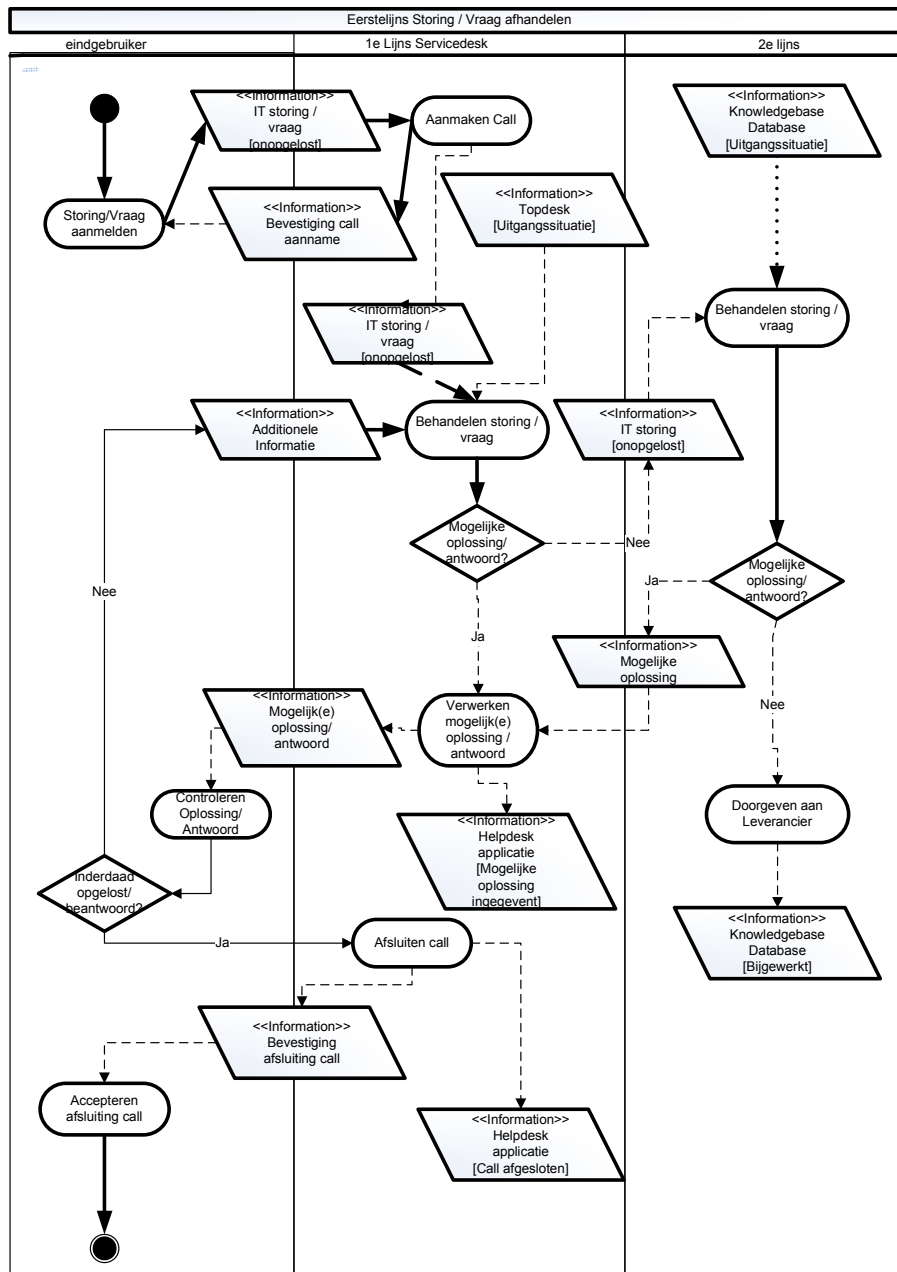 Eerstelijns Storing / Vraag afhandelen
eindgebruiker
1e Lijns Servicedesk
2e lijns
<<Information>>
IT storing /
vraag
[onopgelost]
Aanmaken Call
<<Information>>
Knowledgebase
Database
[Uitgangssituatie]
Storing/Vraag
aanmelden
<<Information>>
Bevestiging call
aanname
<<Information>>
Topdesk
[Uitgangssituatie]
<<Information>>
IT storing /
vraag
[onopgelost]
Behandelen storing /
vraag
<<Information>>
Additionele
Informatie
Behandelen storing /
vraag
<<Information>>
IT storing
[onopgelost]
Mogelijke
oplossing/
antwoord?
Nee
Mogelijke
oplossing/
antwoord?
Ja
Nee
Ja
<<Information>>
Mogelijke
oplossing
Nee
<<Information>>
Mogelijk(e)
oplossing/
antwoord
Verwerken
mogelijk(e)
oplossing /
antwoord
Controleren
Oplossing/
Antwoord
<<Information>>
Helpdesk
applicatie
[Mogelijke
oplossing
ingegevent]
Doorgeven aan
Leverancier
Inderdaad
opgelost/
beantwoord?
Ja
Afsluiten call
<<Information>>
Knowledgebase
Database
[Bijgewerkt]
<<Information>>
Bevestiging
afsluiting call
Accepteren
afsluiting call
<<Information>>
Helpdesk
applicatie
[Call afgesloten]